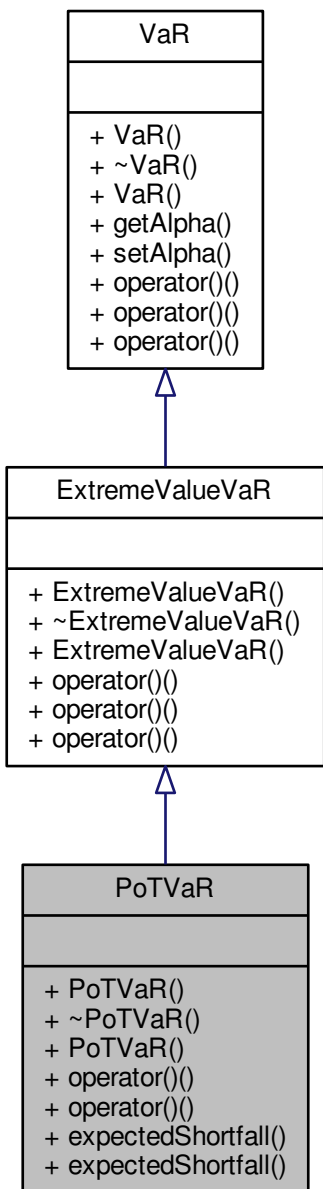 VaR
+ VaR()
+ ~VaR()
+ VaR()
+ getAlpha()
+ setAlpha()
+ operator()()
+ operator()()
+ operator()()
ExtremeValueVaR
+ ExtremeValueVaR()
+ ~ExtremeValueVaR()
+ ExtremeValueVaR()
+ operator()()
+ operator()()
+ operator()()
PoTVaR
+ PoTVaR()
+ ~PoTVaR()
+ PoTVaR()
+ operator()()
+ operator()()
+ expectedShortfall()
+ expectedShortfall()